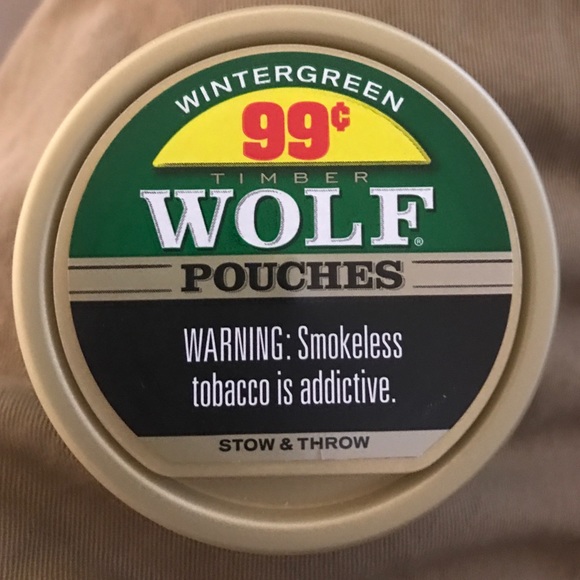 WINTERGREEN
99¢
TIMBER
WOLF®
POUCHES
WARNING: Smokeless
tobacco is addictive.
STOW & THROW